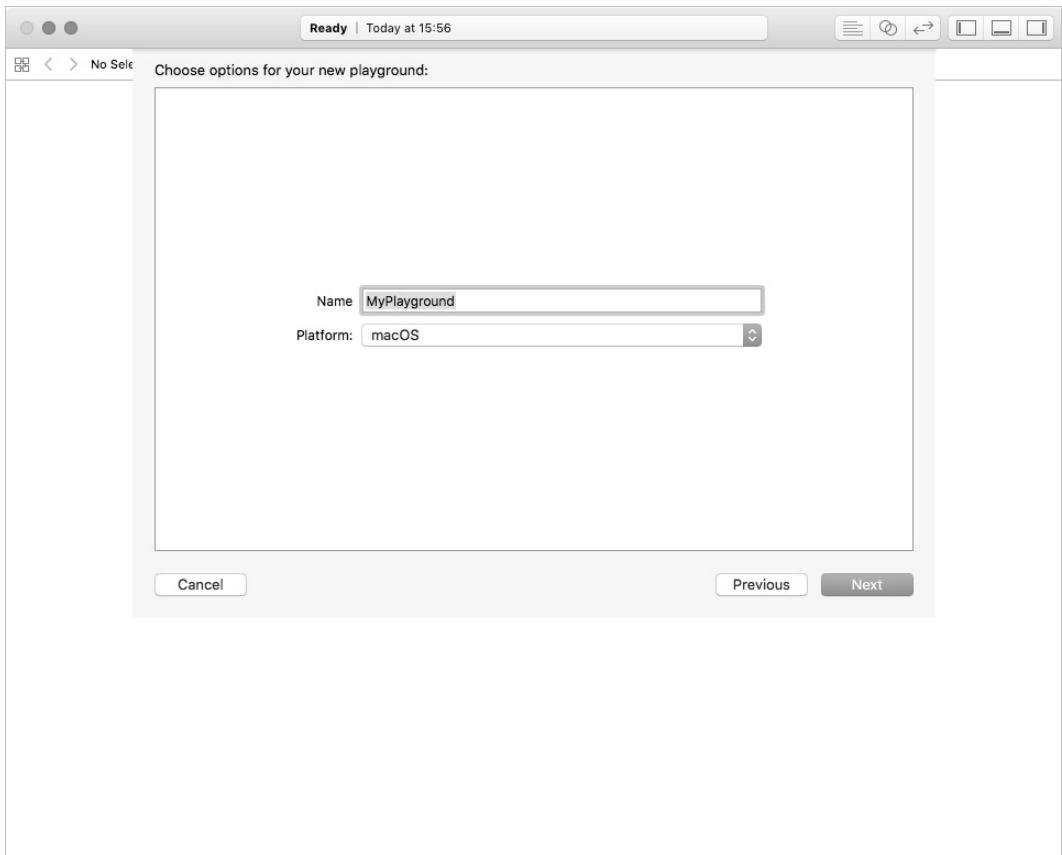 Ready | Today at 15:56
No Sele
Choose options for your new playground:
Name MyPlayground
Platform: macOS
Cancel Previous Next